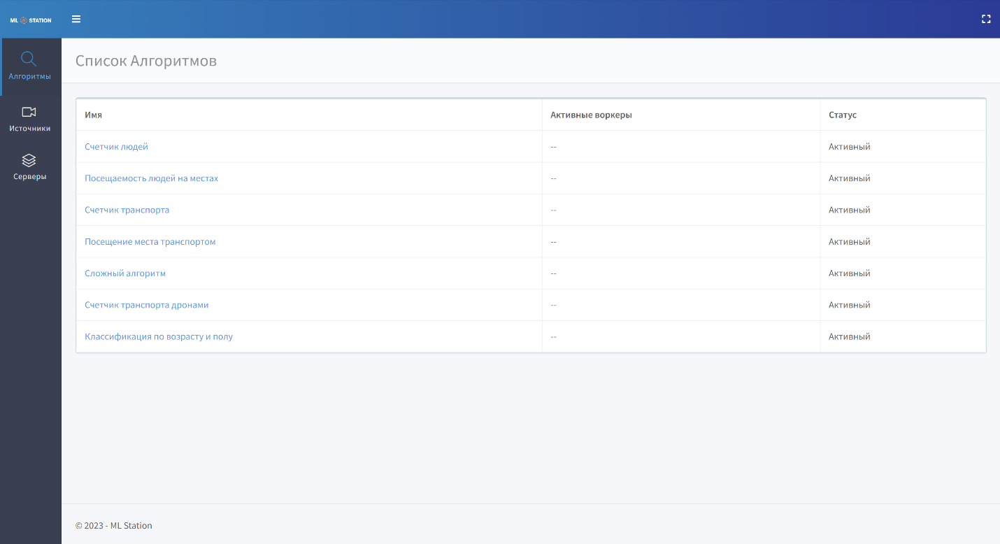 ML STATION
Список Алгоритмов
Алгоритмы
Источники
Серверы
Имя Активные воркеры Статус
Счетчик людей -- Активный
Посещаемость людей на местах -- Активный
Счетчик транспорта -- Активный
Посещение места транспортом -- Активный
Сложный алгоритм -- Активный
Счетчик транспорта дронами -- Активный
Классификация по возрасту и полу -- Активный
© 2023 - ML Station